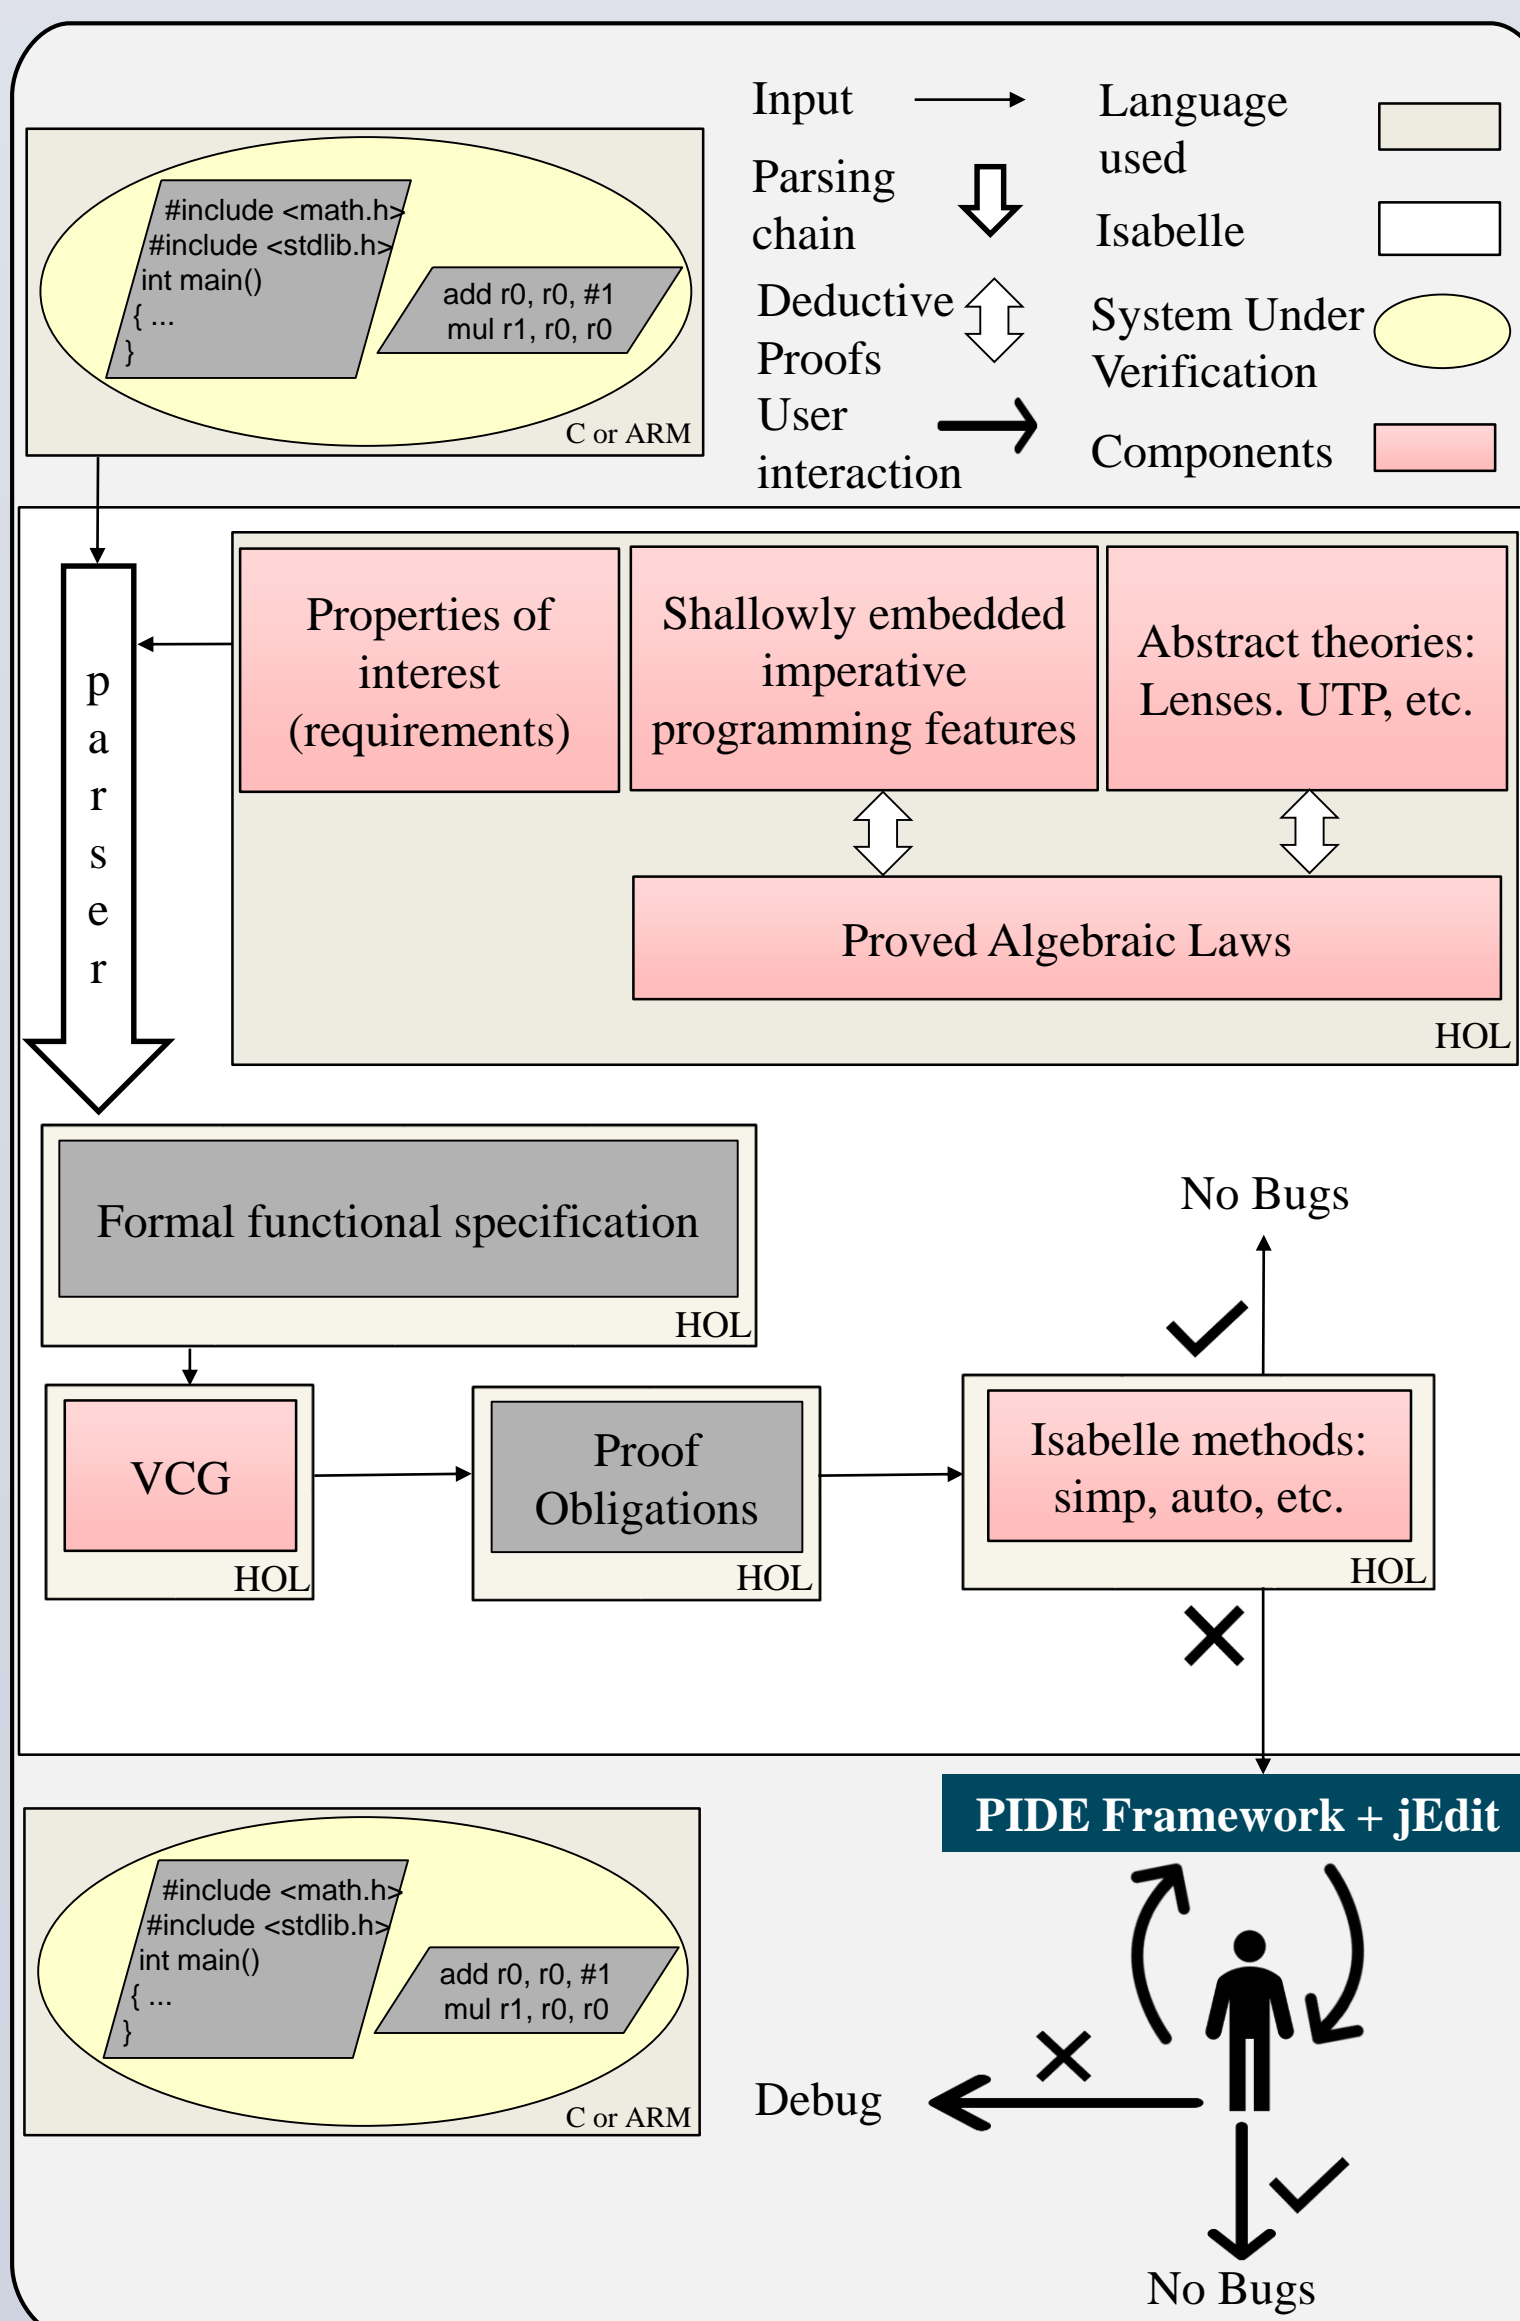 Input
Parsing
chain
Deductive
Proofs
User
interaction
Language
used
Isabelle
System Under
Verification
Components
#include <math.h>
#include <stdlib.h>
int main()
{ ...
}
add r0, r0, #1
mul r1, r0, r0
C or ARM
p
a
r
s
e
r
Properties of
interest
(requirements)
Shallowly embedded
imperative
programming features
Abstract theories:
Lenses. UTP, etc.
Proved Algebraic Laws
HOL
Formal functional specification
HOL
No Bugs
VCG
HOL
Proof
Obligations
HOL
Isabelle methods:
simp, auto, etc.
HOL
PIDE Framework + jEdit
#include <math.h>
#include <stdlib.h>
int main()
{ ...
}
add r0, r0, #1
mul r1, r0, r0
C or ARM
Debug
No Bugs